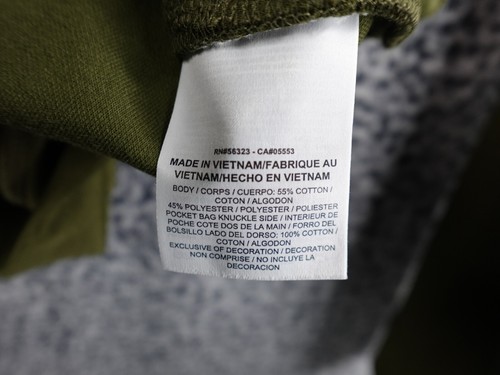 RN#56323 - CA#05553
MADE IN VIETNAM/FABRIQUE AU
VIETNAM/HECHO EN VIETNAM
BODY / CORPS / CUERPO: 55% COTTON /
COTON / ALGODON
45% POLYESTER / POLYESTER / POLIESTER
POCKET BAG KNUCKLE SIDE / INTERIEUR DE
POCHE COTE DOS DE LA MAIN / FORRO DEL
BOLSILLO LADO DEL DORSO: 100% COTTON /
COTON / ALGODON
EXCLUSIVE OF DECORATION / DECORATION
NON COMPRISE / NO INCLUYE LA
DECORACION